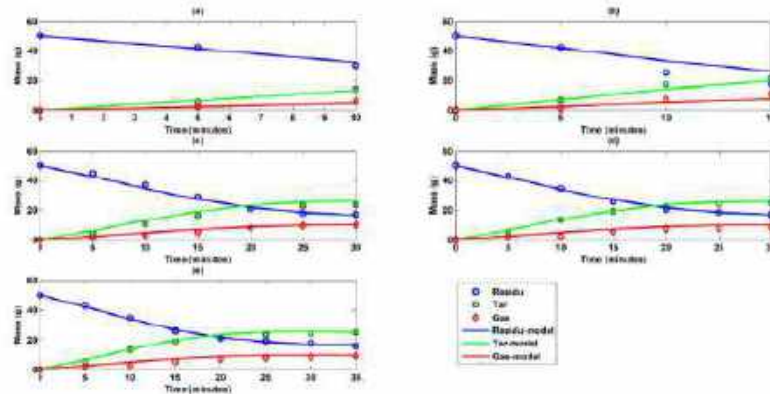 (a)
Mass (g)
60
40
20
0
0 1 2 3 4 5 6 7 8 9 10
Time (minutes)
(b)
Mass (g)
60
40
20
0
0 5 10 15
Time (minutes)
(c)
Mass (g)
60
40
20
0
0 5 10 15 20 25 30
Time (minutes)
(d)
Mass (g)
60
40
20
0
0 5 10 15 20 25 30
Time (minutes)
(e)
Mass (g)
60
40
20
0
0 5 10 15 20 25 30 35
Time (minutes)
Residu
Tar
Gas
Residu-model
Tar-model
Gas-model